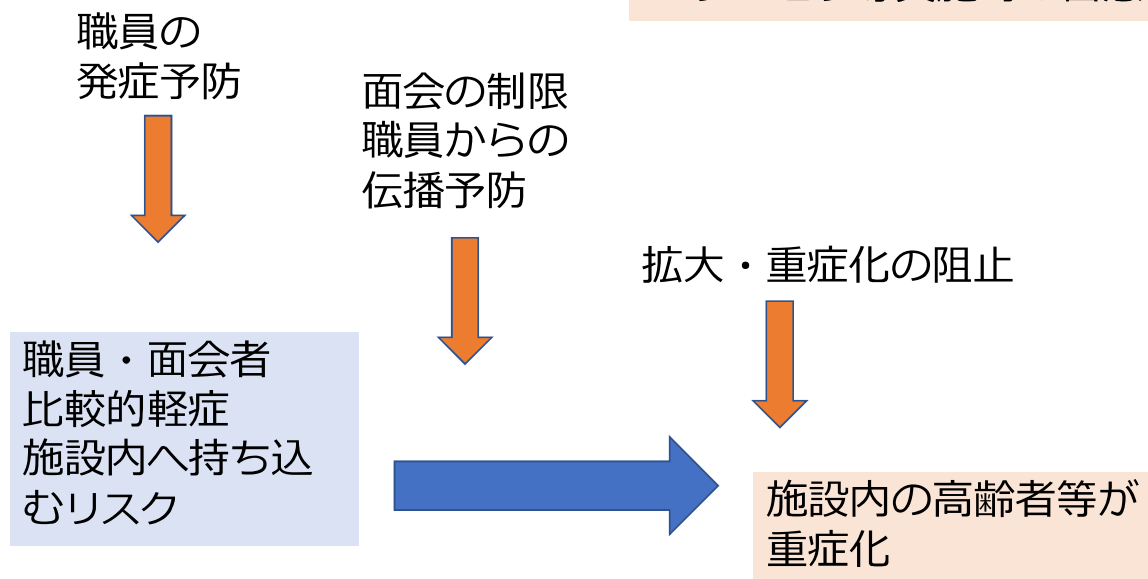 職員の
発症予防
面会の制限
職員からの
伝播予防
拡大・重症化の阻止
職員・面会者
比較的軽症
施設内へ持ち込
むリスク
施設内の高齢者等が
重症化